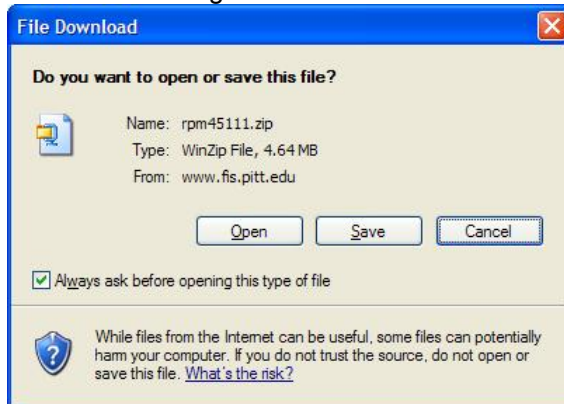 File Download
Do you want to open or save this file?
Name: rpm45111.zip
Type: WinZip File, 4.64 MB
From: www.fis.pitt.edu
Open Save Cancel
Always ask before opening this type of file
While files from the Internet can be useful, some files can potentially
harm your computer. If you do not trust the source, do not open or
save this file. What's the risk?